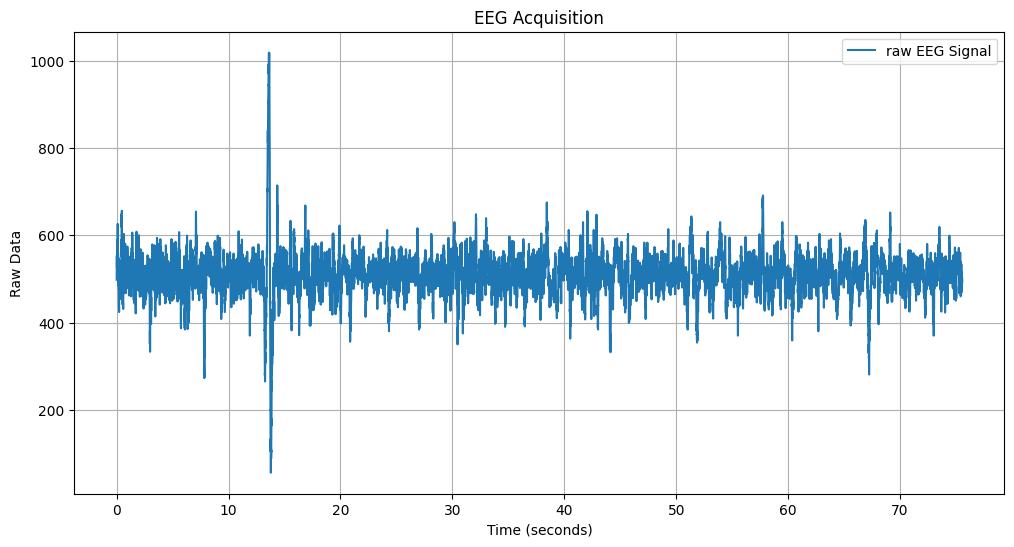 EEG Acquisition
raw EEG Signal
Raw Data
1000
800
600
400
200
0 10 20 30 40 50 60 70
Time (seconds)